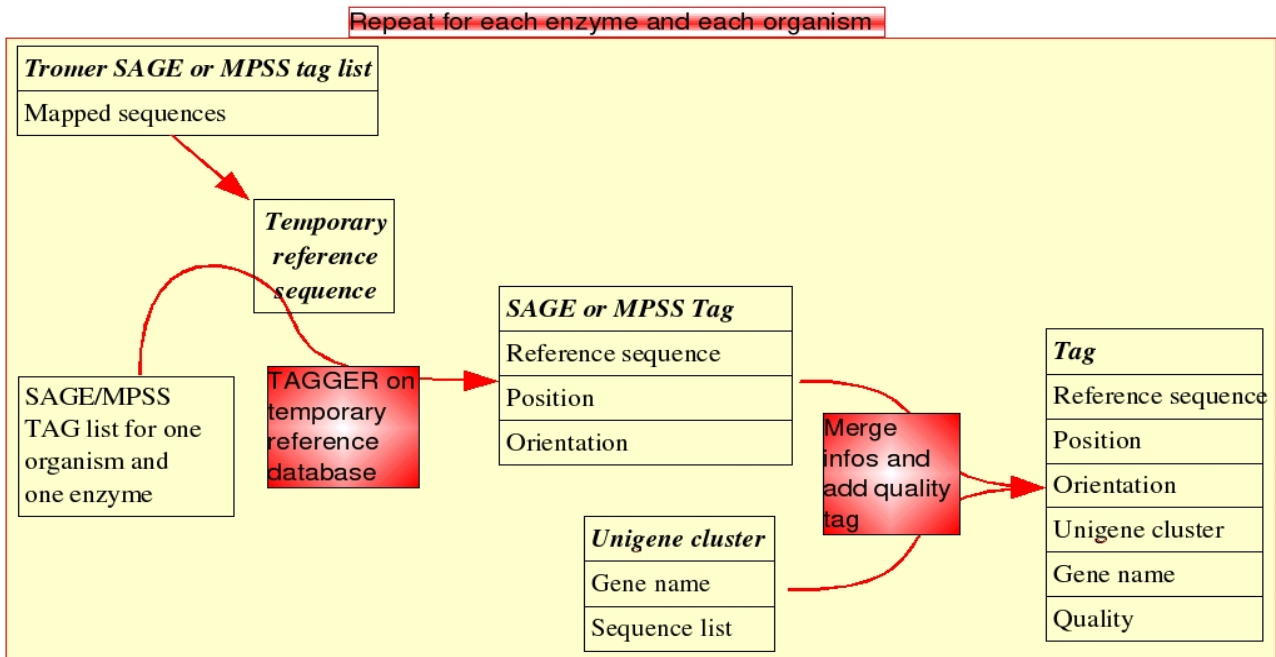 Repeat for each enzyme and each organism
Tromer SAGE or MPSS tag list
Mapped sequences
Temporary
reference
sequence
SAGE/MPSS
TAG list for one
organism and
one enzyme
TAGGER on
temporary
reference
database
SAGE or MPSS Tag
Reference sequence
Position
Orientation
Unigene cluster
Gene name
Sequence list
Merge
infos and
add quality
tag
Tag
Reference sequence
Position
Orientation
Unigene cluster
Gene name
Quality